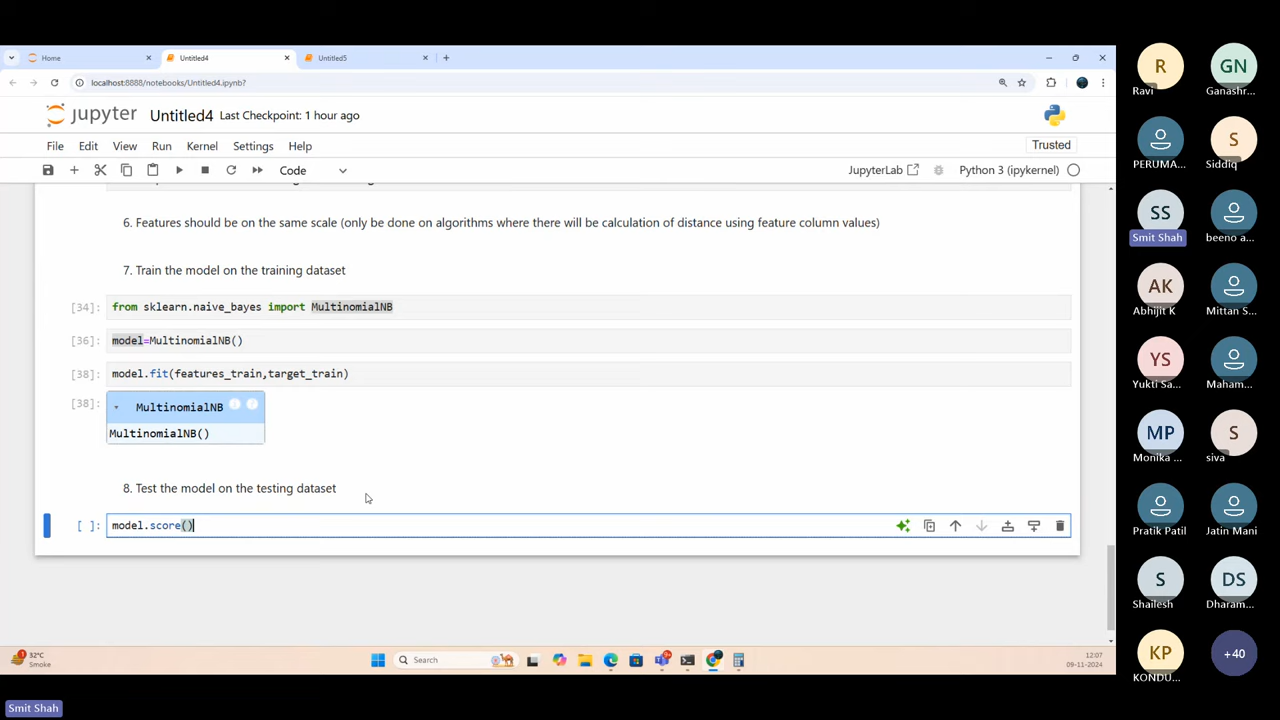 Home
Untitled4
Untitled5
localhost:8888/notebooks/Untitled4.ipynb?
jupyter Untitled4 Last Checkpoint: 1 hour ago
File Edit View Run Kernel Settings Help
Trusted
Code
JupyterLab
Python 3 (ipykernel)
6. Features should be on the same scale (only be done on algorithms where there will be calculation of distance using feature column values)
7. Train the model on the training dataset
[34]: from sklearn.naive_bayes import MultinomialNB
[36]: model=MultinomialNB()
[38]: model.fit(features_train,target_train)
[38]: MultinomialNB
MultinomialNB()
8. Test the model on the testing dataset
[ ]: model.score()
32°C
Smoke
Search
12:07
09-11-2024
Smit Shah
R
Ravi
GN
Ganashr...
PERUMA...
S
Siddiq
SS
Smit Shah
beeno a...
AK
Abhijit K
Mittan S...
YS
Yukti Sa...
Maham...
MP
Monika ...
S
siva
Pratik Patil
Jatin Mani
S
Shailesh
DS
Dharam...
KP
KONDU...
+40